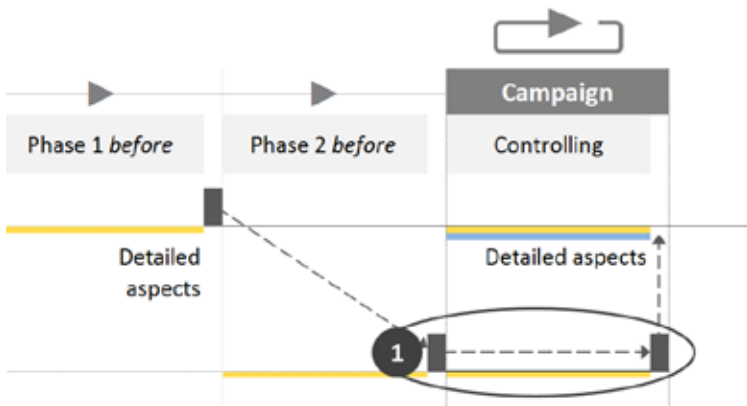 Campaign
Phase 1 before
Phase 2 before
Controlling
Detailed
aspects
Detailed aspects
1